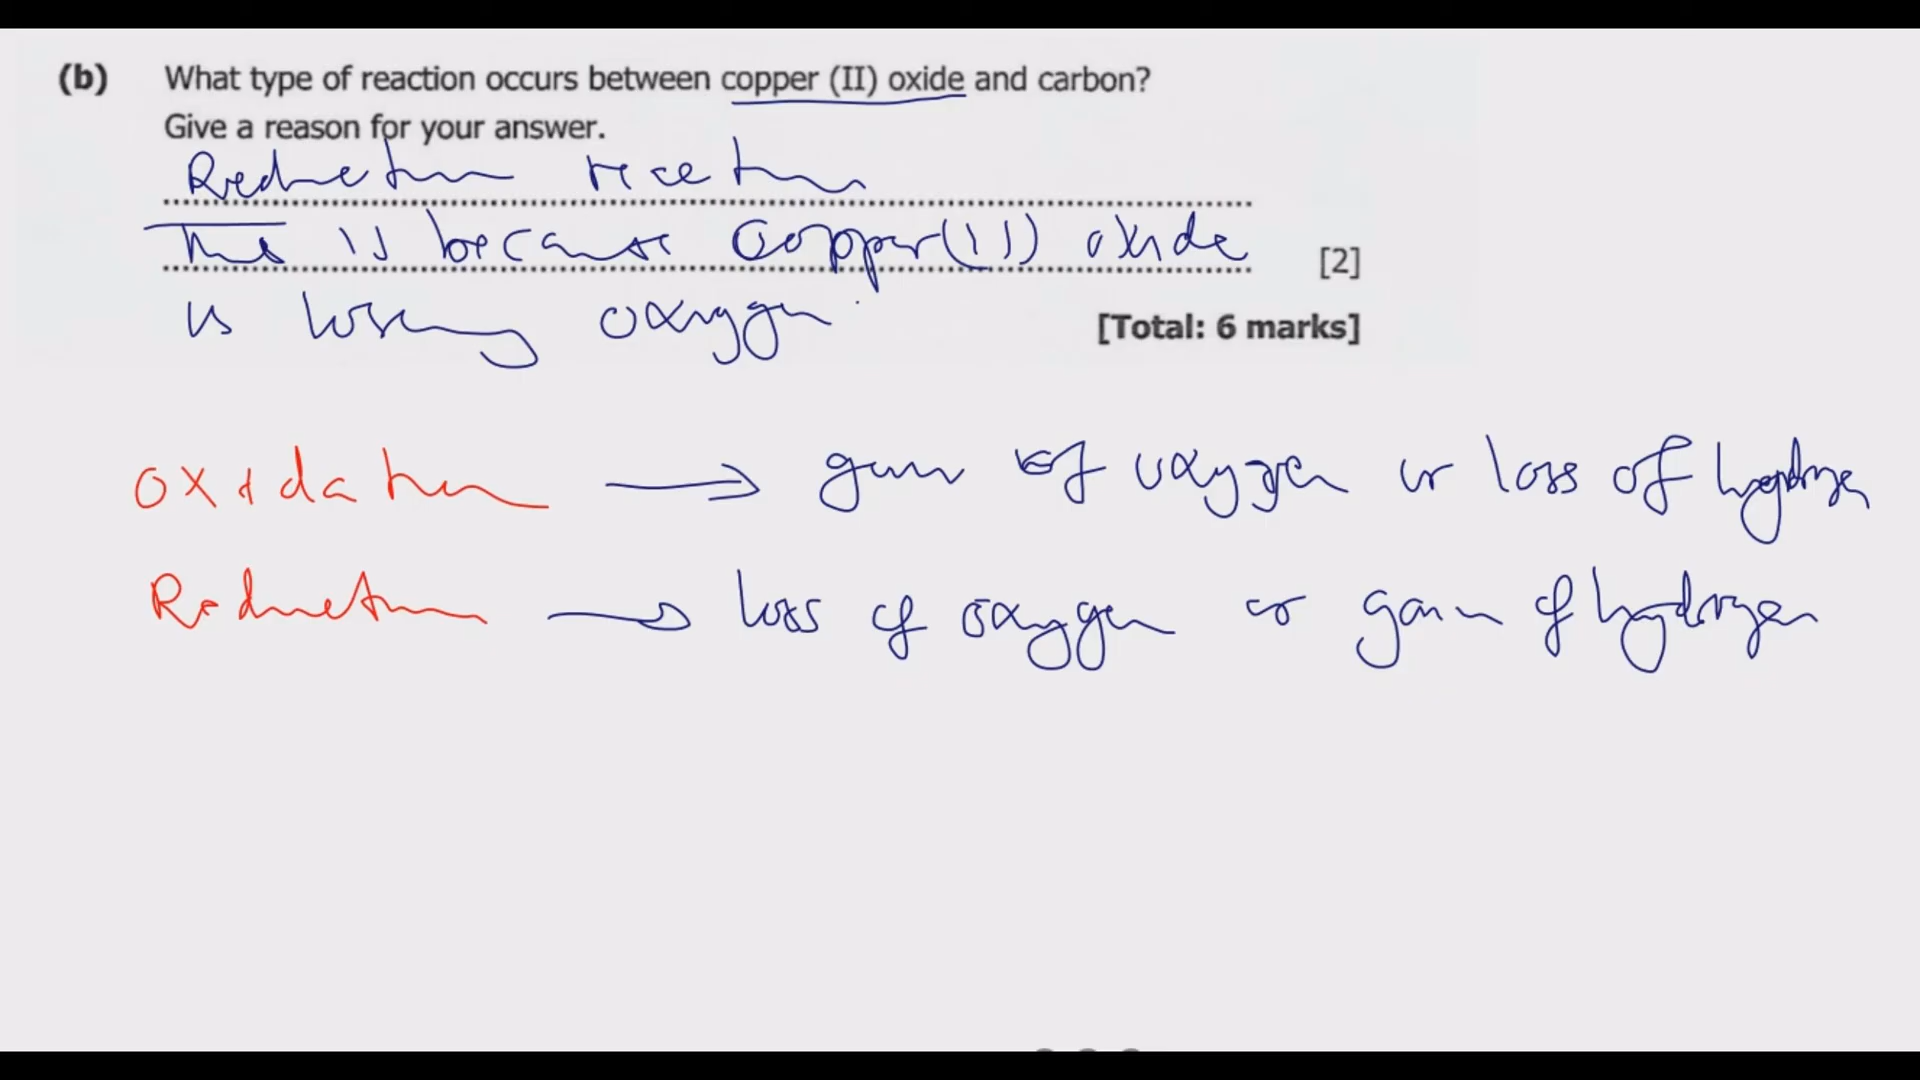 (b) What type of reaction occurs between copper (II) oxide and carbon?
Give a reason for your answer.
Reduction reaction
This is because copper(II) oxide
[2]
is losing oxygen
[Total: 6 marks]
oxidation → gain of oxygen or loss of hydrogen
Reduction → loss of oxygen or gain of hydrogen